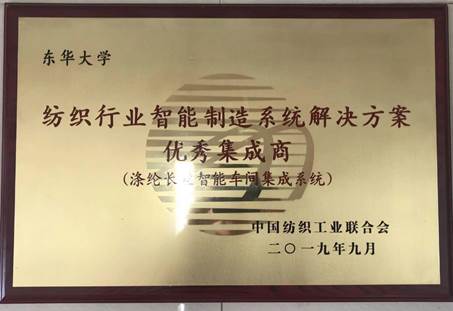 东华大学
纺织行业智能制造系统解决方案
优秀集成商
(涤纶长丝智能车间集成系统)
中国纺织工业联合会
二〇一九年九月